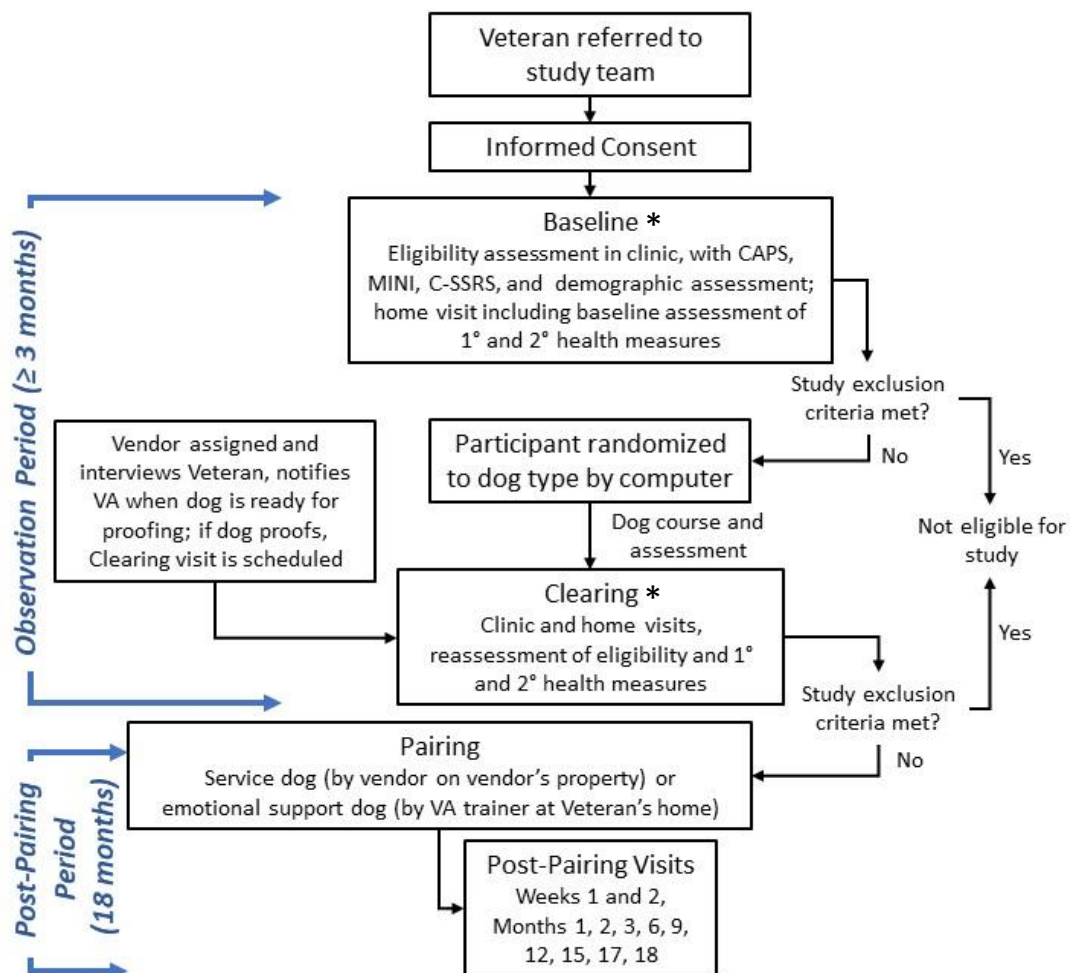 Veteran referred to
study team
Informed Consent
Baseline *
Eligibility assessment in clinic, with CAPS,
MINI, C-SSRS, and demographic assessment;
home visit including baseline assessment of
1° and 2° health measures
Observation Period (≥ 3 months)
Study exclusion
criteria met?
No
Yes
Participant randomized
to dog type by computer
Vendor assigned and
interviews Veteran, notifies
VA when dog is ready for
proofing; if dog proofs,
Clearing visit is scheduled
Dog course and
assessment
Not eligible for
study
Clearing *
Clinic and home visits,
reassessment of eligibility and 1°
and 2° health measures
Yes
Study exclusion
criteria met?
No
Pairing
Service dog (by vendor on vendor's property) or
emotional support dog (by VA trainer at Veteran's home)
Post-Pairing
Period
(18 months)
Post-Pairing Visits
Weeks 1 and 2,
Months 1, 2, 3, 6, 9,
12, 15, 17, 18